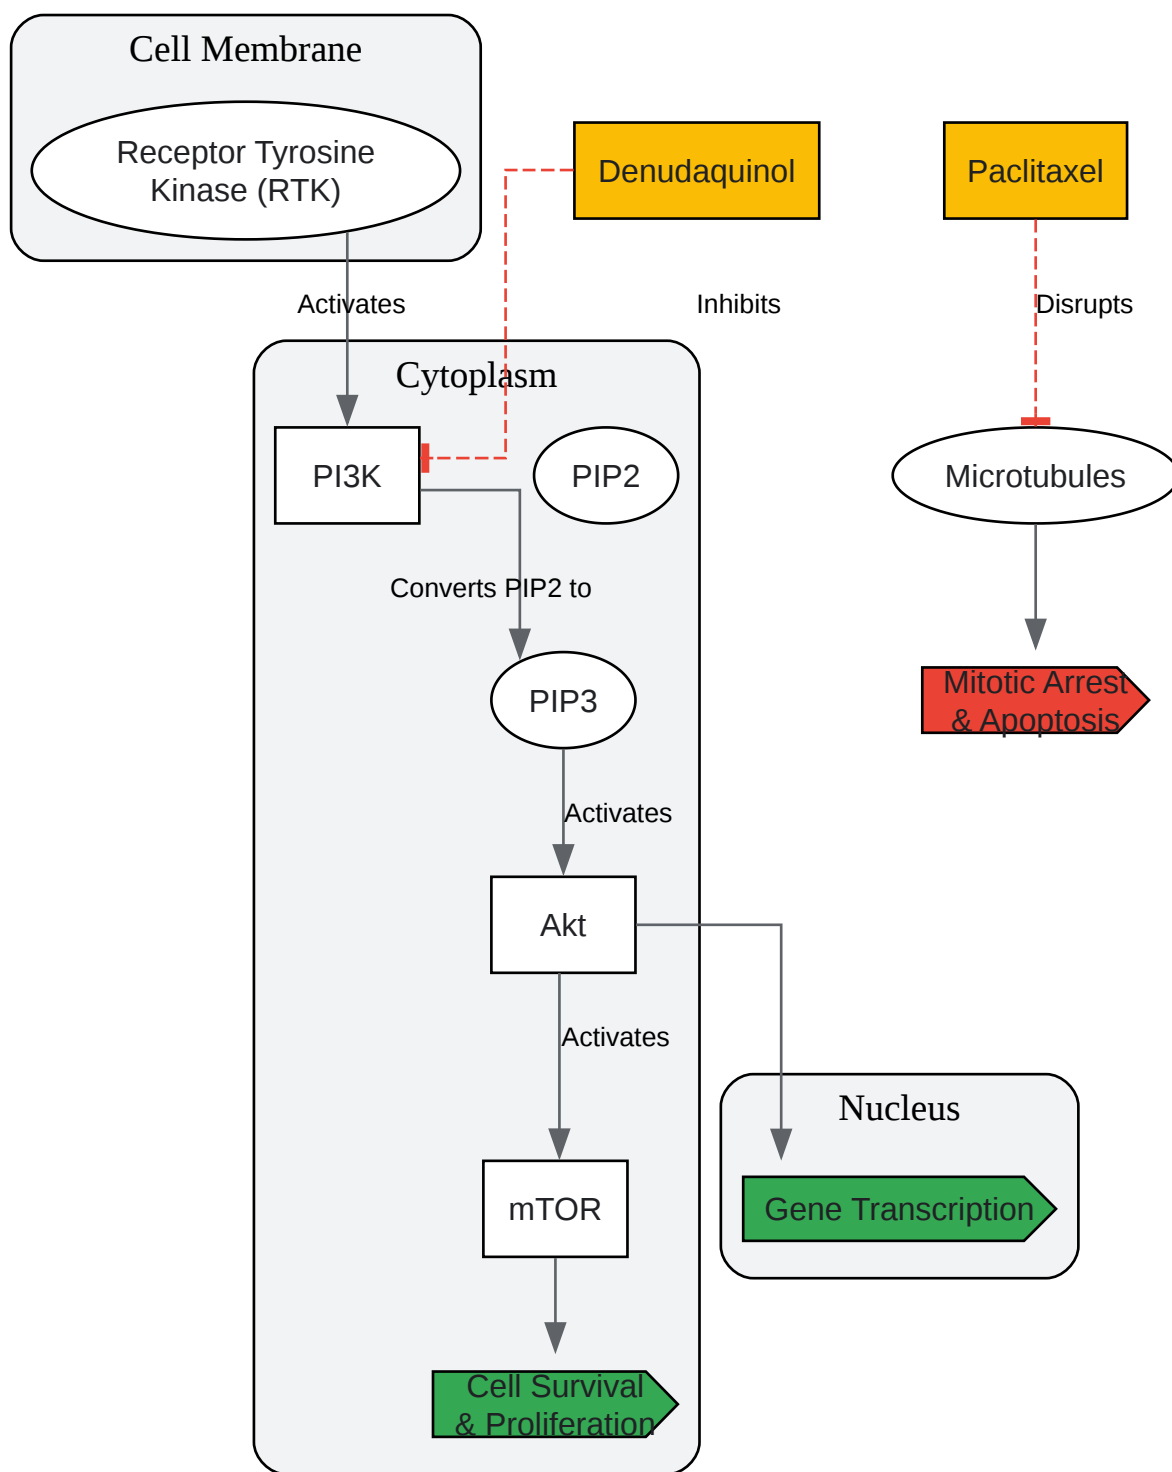 Cell Membrane
Receptor Tyrosine
Kinase (RTK)
Denudaquinol
Paclitaxel
Activates
Inhibits
Disrupts
Cytoplasm
PI3K
PIP2
Microtubules
Converts PIP2 to
PIP3
Mitotic Arrest
& Apoptosis
Activates
Akt
Activates
Nucleus
mTOR
Gene Transcription
Cell Survival
& Proliferation